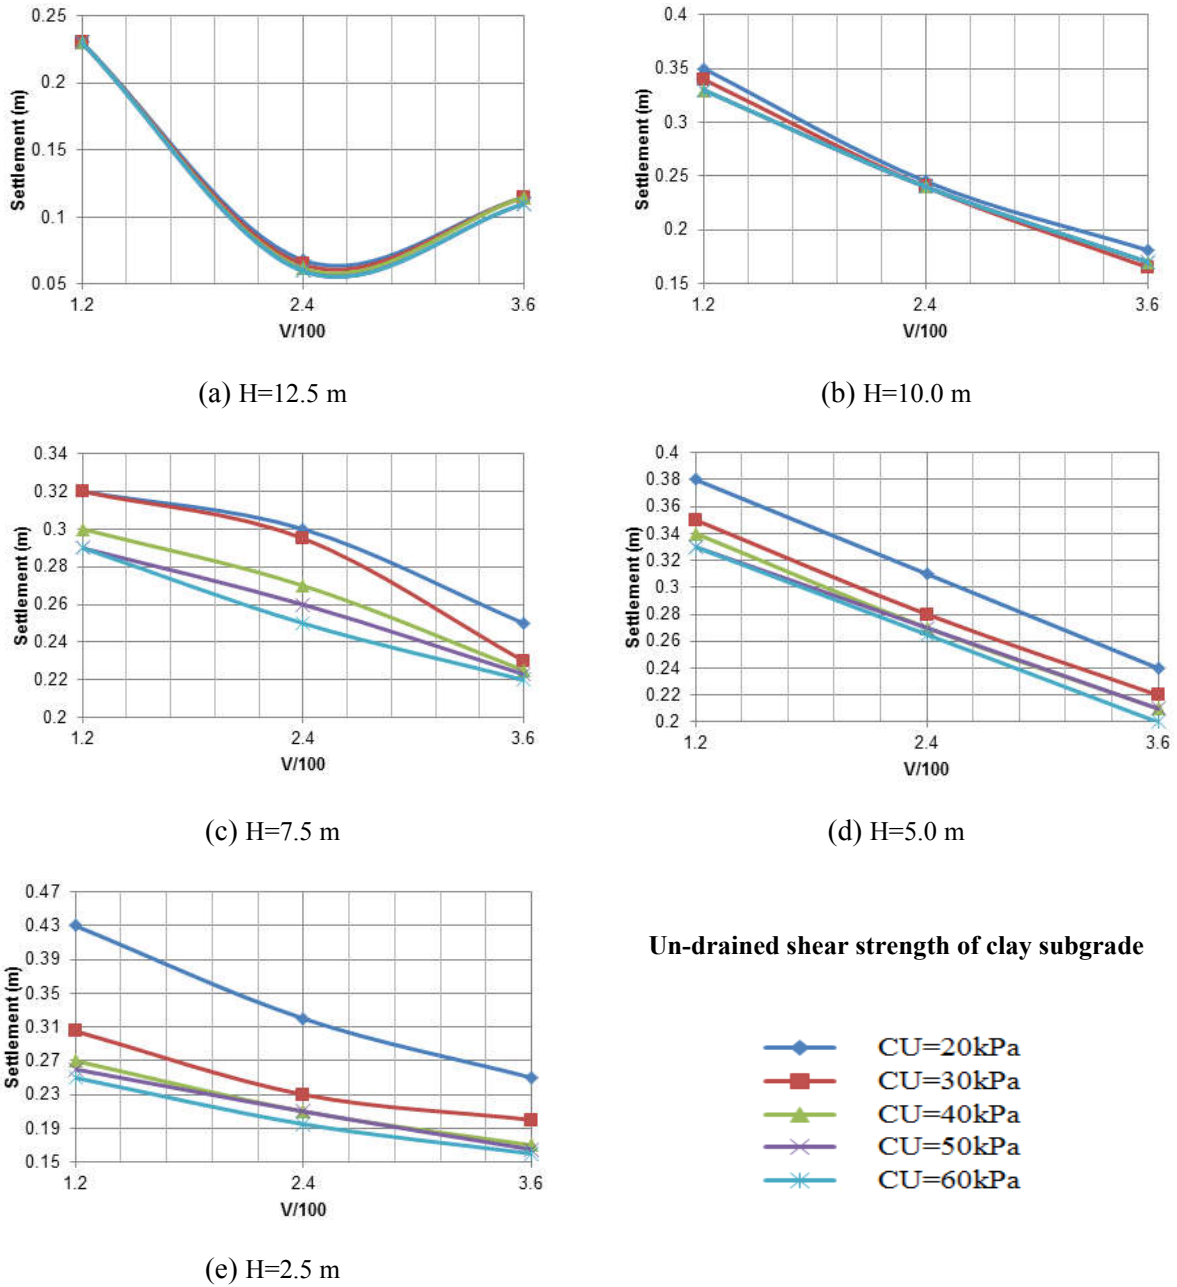 0.25
0.2
0.15
0.1
0.05
Settlement (m)
1.2 2.4 3.6
V/100
(a) H=12.5 m
0.4
0.35
0.3
0.25
0.2
0.15
Settlement (m)
1.2 2.4 3.6
V/100
(b) H=10.0 m
0.34
0.32
0.3
0.28
0.26
0.24
0.22
0.2
Settlement (m)
1.2 2.4 3.6
V/100
(c) H=7.5 m
0.4
0.38
0.36
0.34
0.32
0.3
0.28
0.26
0.24
0.22
0.2
Settlement (m)
1.2 2.4 3.6
V/100
(d) H=5.0 m
0.47
0.43
0.39
0.35
0.31
0.27
0.23
0.19
0.15
Settlement (m)
1.2 2.4 3.6
V/100
(e) H=2.5 m
Un-drained shear strength of clay subgrade
CU=20kPa
CU=30kPa
CU=40kPa
CU=50kPa
CU=60kPa